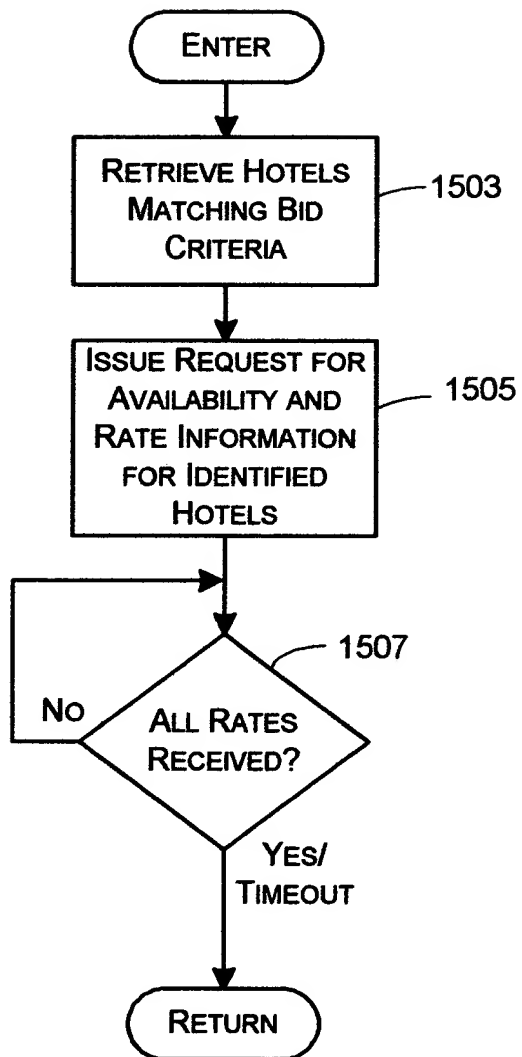 ENTER
RETRIEVE HOTELS
MATCHING BID
CRITERIA
1503
ISSUE REQUEST FOR
AVAILABILITY AND
RATE INFORMATION
FOR IDENTIFIED
HOTELS
1505
1507
ALL RATES
RECEIVED?
NO
YES/
TIMEOUT
RETURN